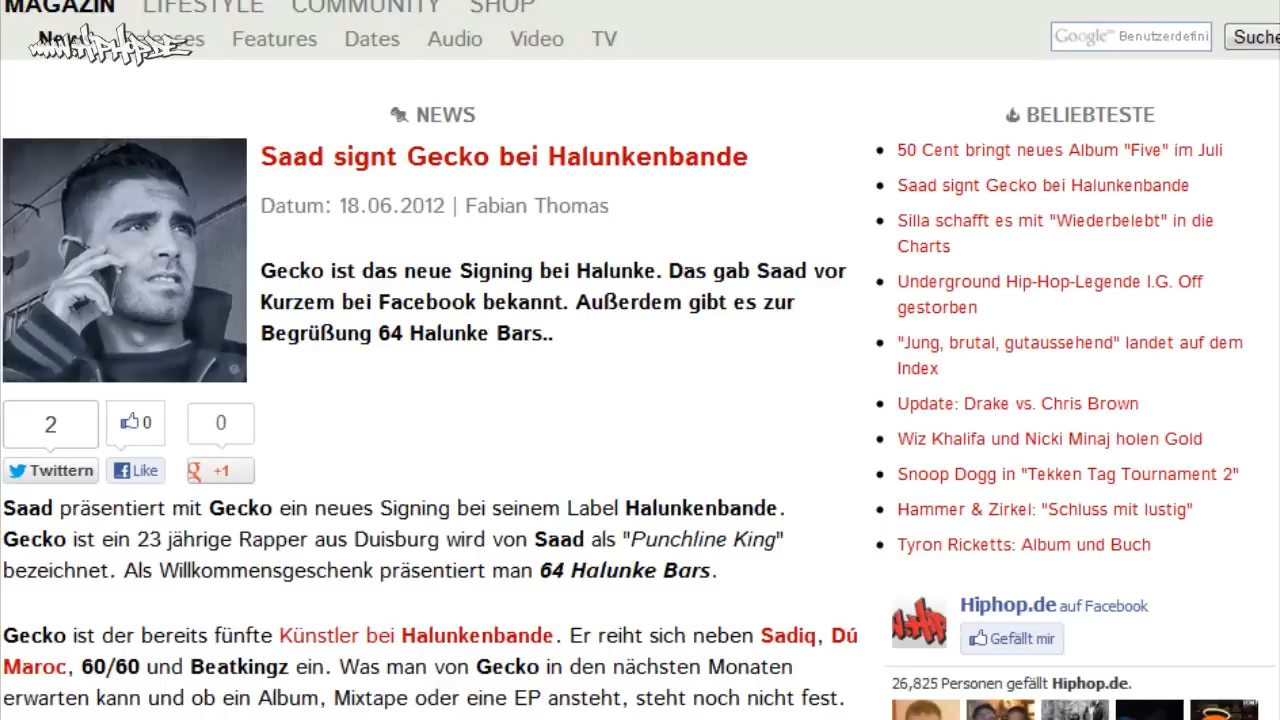 MAGAZIN LIFESTYLE COMMUNITY SHOP
www.HIPHOP.DE
Features Dates Audio Video TV
Google™ Benutzerdefini Suche
NEWS
Saad signt Gecko bei Halunkenbande
Datum: 18.06.2012 | Fabian Thomas
Gecko ist das neue Signing bei Halunke. Das gab Saad vor
Kurzem bei Facebook bekannt. Außerdem gibt es zur
Begrüßung 64 Halunke Bars..
2 0 0
Twittern Like +1
Saad präsentiert mit Gecko ein neues Signing bei seinem Label Halunkenbande.
Gecko ist ein 23 jährige Rapper aus Duisburg wird von Saad als "Punchline King"
bezeichnet. Als Willkommensgeschenk präsentiert man 64 Halunke Bars.
Gecko ist der bereits fünfte Künstler bei Halunkenbande. Er reiht sich neben Sadiq, Dú
Maroc, 60/60 und Beatkingz ein. Was man von Gecko in den nächsten Monaten
erwarten kann und ob ein Album, Mixtape oder eine EP ansteht, steht noch nicht fest.
BELIEBTESTE
50 Cent bringt neues Album "Five" im Juli
Saad signt Gecko bei Halunkenbande
Silla schafft es mit "Wiederbelebt" in die
Charts
Underground Hip-Hop-Legende I.G. Off
gestorben
"Jung, brutal, gutaussehend" landet auf dem
Index
Update: Drake vs. Chris Brown
Wiz Khalifa und Nicki Minaj holen Gold
Snoop Dogg in "Tekken Tag Tournament 2"
Hammer & Zirkel: "Schluss mit lustig"
Tyron Ricketts: Album und Buch
Hiphop.de auf Facebook
Gefällt mir
26,825 Personen gefällt Hiphop.de.